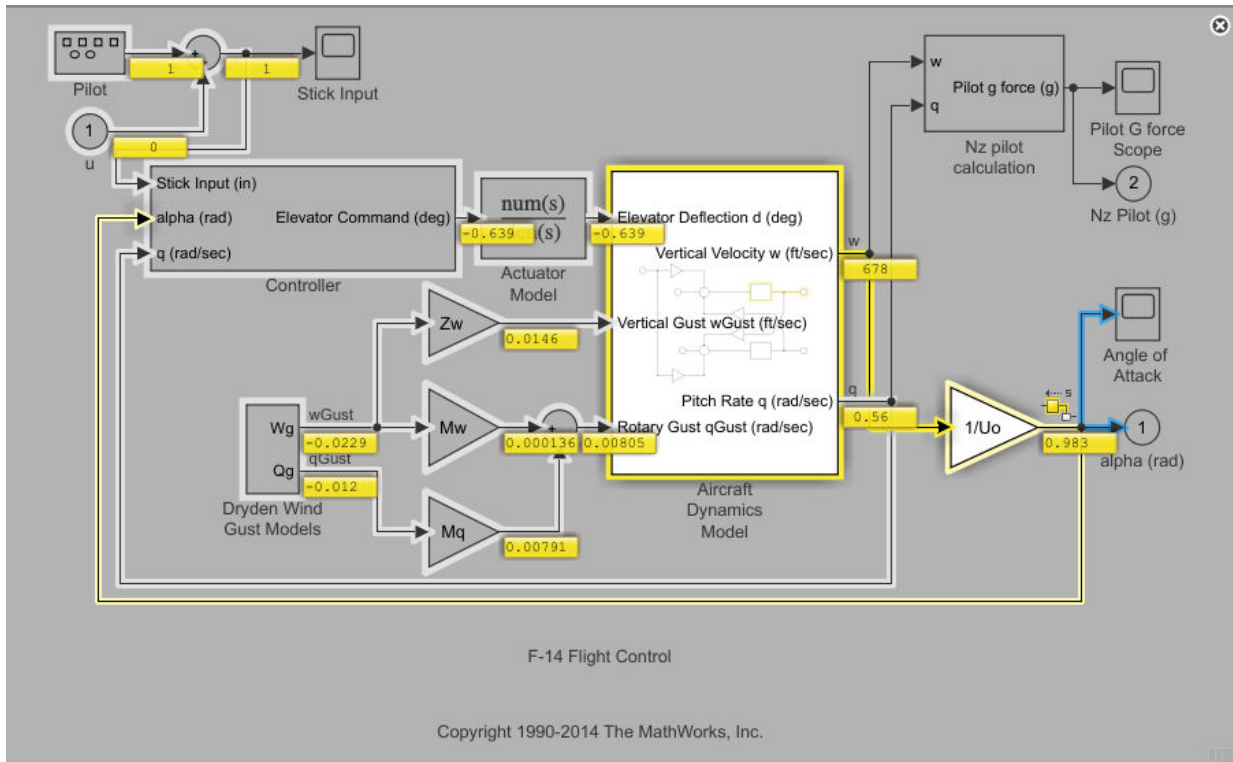 Pilot
1
1
Stick Input
1
u
0
Stick Input (in)
alpha (rad)
q (rad/sec)
Elevator Command (deg)
Controller
-0.639
num(s)
(s)
Actuator
Model
-0.639
Elevator Deflection d (deg)
Vertical Velocity w (ft/sec)
Vertical Gust wGust (ft/sec)
Pitch Rate q (rad/sec)
Rotary Gust qGust (rad/sec)
Aircraft
Dynamics
Model
w
678
q
0.56
w
q
Pilot g force (g)
Nz pilot
calculation
Pilot G force
Scope
2
Nz Pilot (g)
Zw
0.0146
Mw
0.000136
0.00805
Mq
0.00791
Wg
Qg
wGust
-0.0229
qGust
-0.012
Dryden Wind
Gust Models
1/Uo
s
0.983
Angle of
Attack
1
alpha (rad)
F-14 Flight Control
Copyright 1990-2014 The MathWorks, Inc.